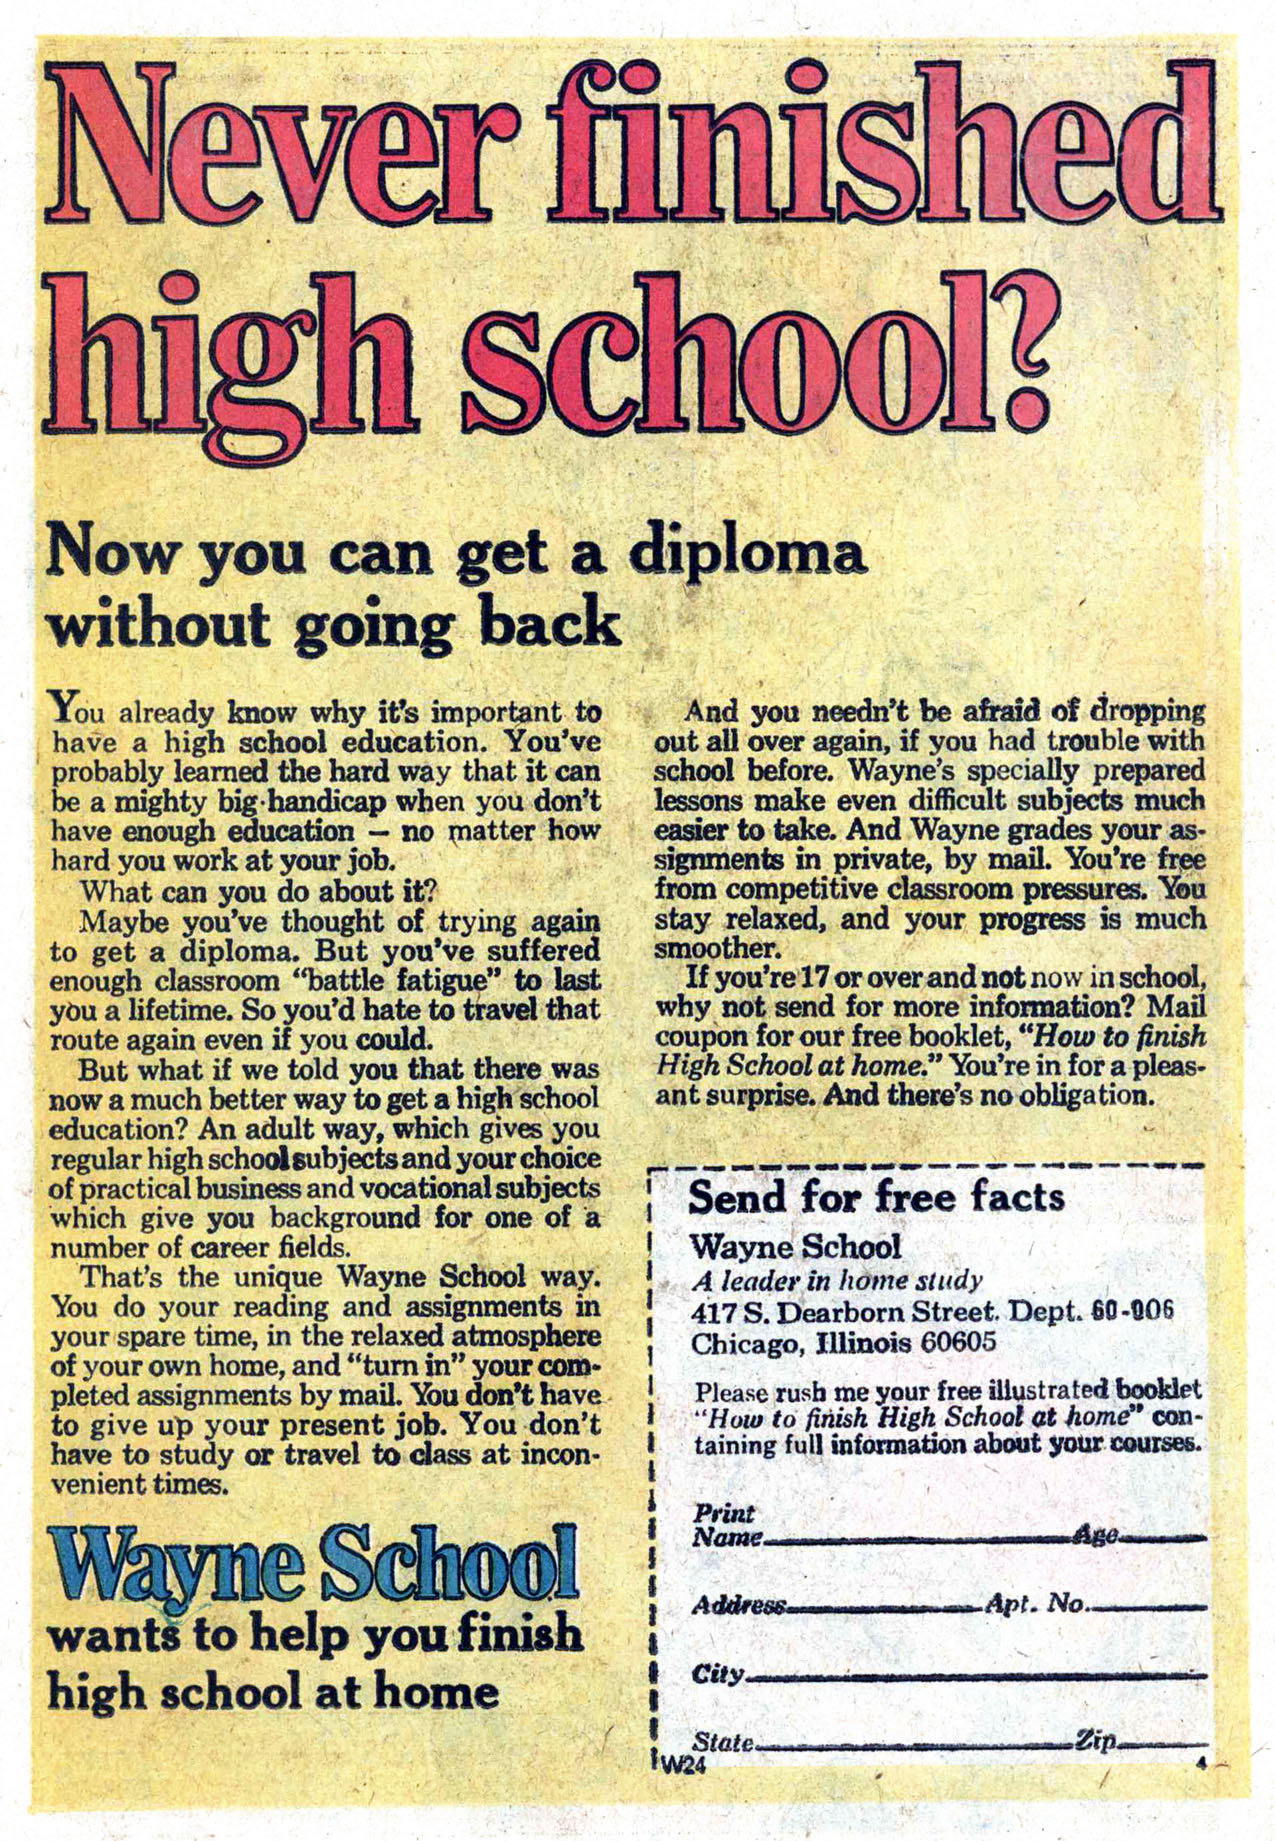 Never finished
high school?
Now you can get a diploma
without going back
You already know why it's important to
have a high school education. You've
probably learned the hard way that it can
be a mighty big handicap when you don't
have enough education — no matter how
hard you work at your job.
What can you do about it?
Maybe you've thought of trying again
to get a diploma. But you've suffered
enough classroom "battle fatigue" to last
you a lifetime. So you'd hate to travel that
route again even if you could.
But what if we told you that there was
now a much better way to get a high school
education? An adult way, which gives you
regular high school subjects and your choice
of practical business and vocational subjects
which give you background for one of a
number of career fields.
That's the unique Wayne School way.
You do your reading and assignments in
your spare time, in the relaxed atmosphere
of your own home, and "turn in" your com-
pleted assignments by mail. You don't have
to give up your present job. You don't
have to study or travel to class at incon-
venient times.
Wayne School
wants to help you finish
high school at home
And you needn't be afraid of dropping
out all over again, if you had trouble with
school before. Wayne's specially prepared
lessons make even difficult subjects much
easier to take. And Wayne grades your as-
signments in private, by mail. You're free
from competitive classroom pressures. You
stay relaxed, and your progress is much
smoother.
If you're 17 or over and not now in school,
why not send for more information? Mail
coupon for our free booklet, "How to finish
High School at home." You're in for a pleas-
ant surprise. And there's no obligation.
Send for free facts
Wayne School
A leader in home study
417 S. Dearborn Street. Dept. 60-006
Chicago, Illinois 60605
Please rush me your free illustrated booklet
"How to finish High School at home" con-
taining full information about your courses.
Print
Name Age
Address Apt. No.
City
State Zip
W24 4